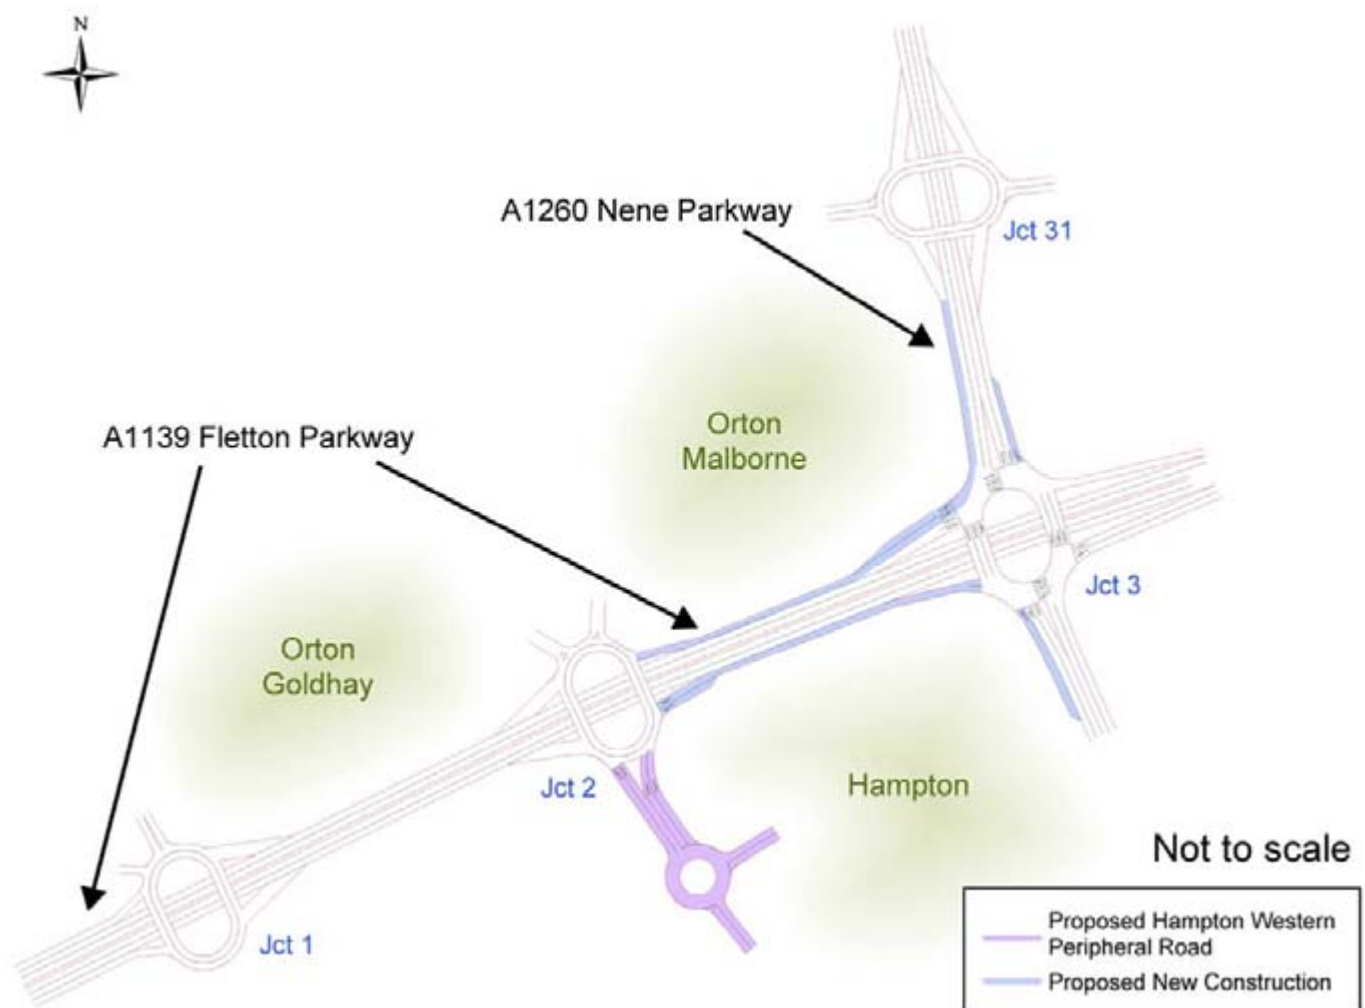 N
A1260 Nene Parkway
Jct 31
Orton
Malborne
A1139 Fletton Parkway
Jct 3
Orton
Goldhay
Jct 2
Hampton
Not to scale
Jct 1
Proposed Hampton Western
Peripheral Road
Proposed New Construction